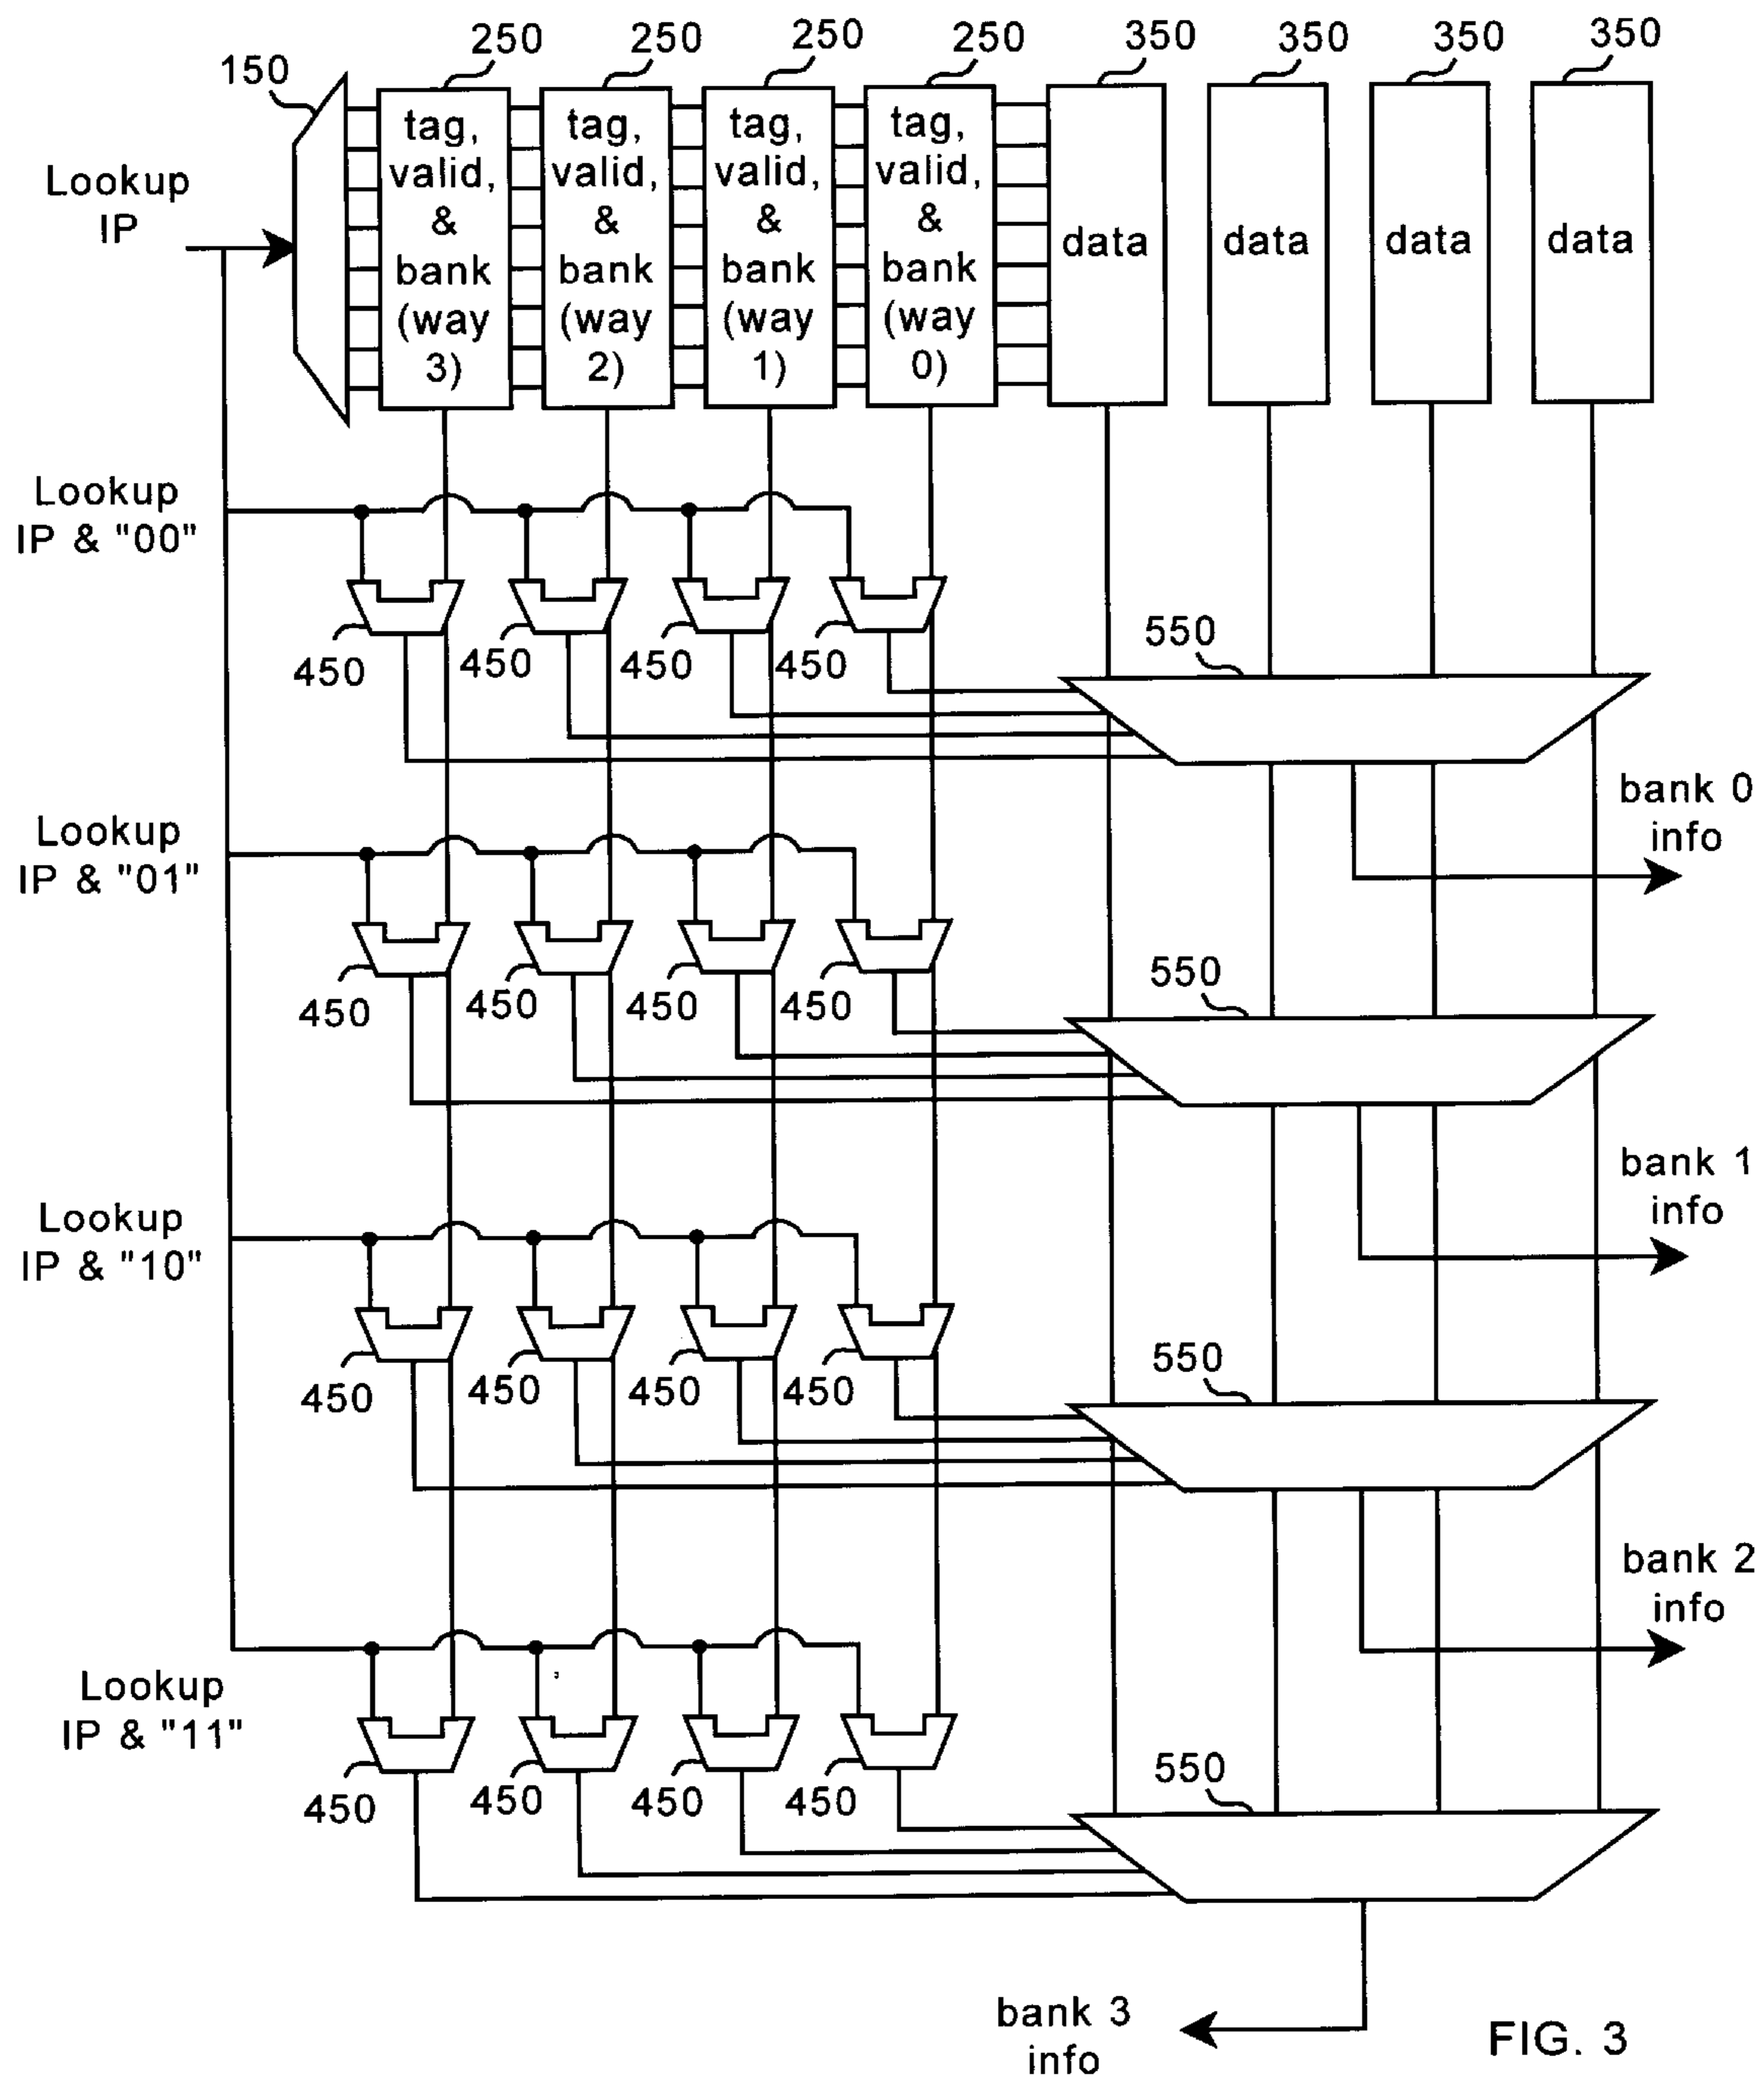 250 250 250 250 350 350 350 350
150
Lookup
IP
tag,
valid,
&
bank
(way
3)
tag,
valid,
&
bank
(way
2)
tag,
valid,
&
bank
(way
1)
tag,
valid,
&
bank
(way
0)
data
data
data
data
Lookup
IP & "00"
450 450 450 450
550
bank 0
info
Lookup
IP & "01"
450 450 450 450
550
bank 1
info
Lookup
IP & "10"
450 450 450 450
550
bank 2
info
Lookup
IP & "11"
450 450 450 450
550
bank 3
info
FIG. 3